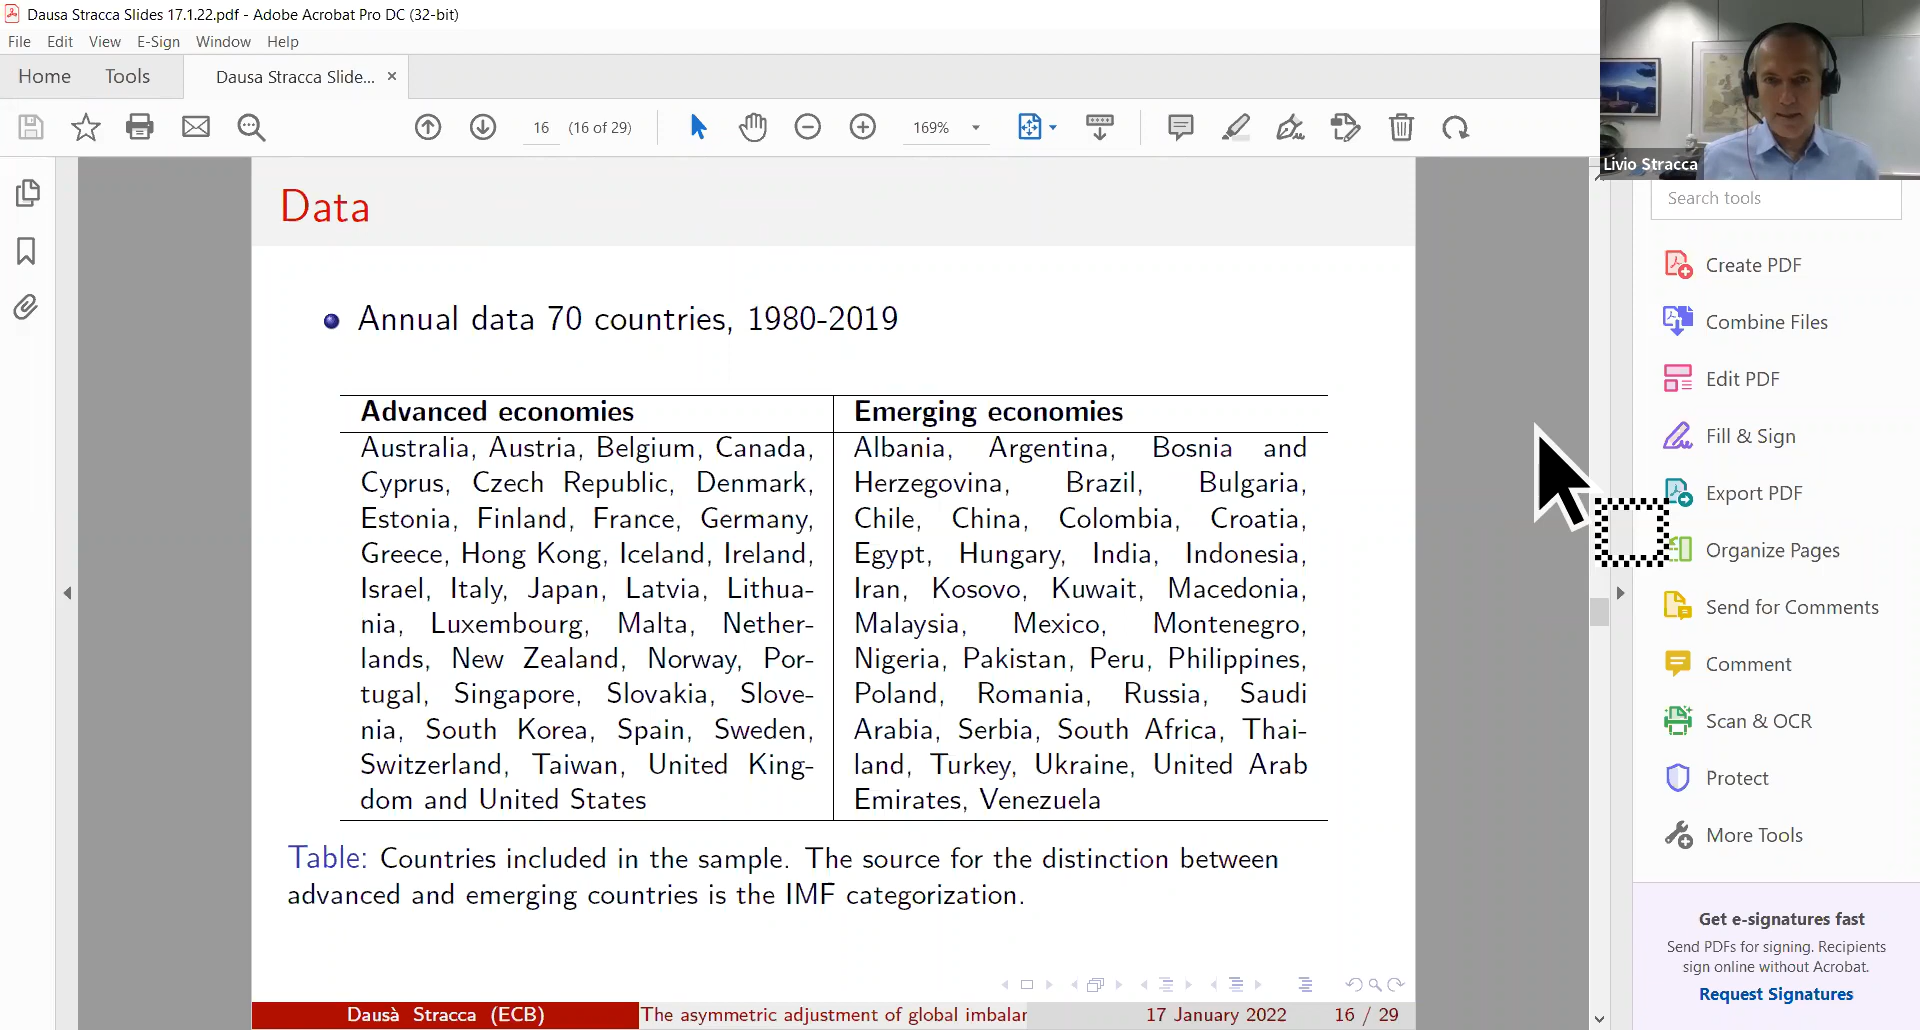 Dausa Stracca Slides 17.1.22.pdf - Adobe Acrobat Pro DC (32-bit)
File Edit View E-Sign Window Help
Home Tools Dausa Stracca Slide... ×
16 (16 of 29) 169%
Livio Stracca
Search tools
Data
Annual data 70 countries, 1980-2019
Advanced economies
Australia, Austria, Belgium, Canada,
Cyprus, Czech Republic, Denmark,
Estonia, Finland, France, Germany,
Greece, Hong Kong, Iceland, Ireland,
Israel, Italy, Japan, Latvia, Lithua-
nia, Luxembourg, Malta, Nether-
lands, New Zealand, Norway, Por-
tugal, Singapore, Slovakia, Slove-
nia, South Korea, Spain, Sweden,
Switzerland, Taiwan, United King-
dom and United States
Emerging economies
Albania, Argentina, Bosnia and
Herzegovina, Brazil, Bulgaria,
Chile, China, Colombia, Croatia,
Egypt, Hungary, India, Indonesia,
Iran, Kosovo, Kuwait, Macedonia,
Malaysia, Mexico, Montenegro,
Nigeria, Pakistan, Peru, Philippines,
Poland, Romania, Russia, Saudi
Arabia, Serbia, South Africa, Thai-
land, Turkey, Ukraine, United Arab
Emirates, Venezuela
Table: Countries included in the sample. The source for the distinction between
advanced and emerging countries is the IMF categorization.
Dausà Stracca (ECB) The asymmetric adjustment of global imbalar 17 January 2022 16 / 29
Create PDF
Combine Files
Edit PDF
Fill & Sign
Export PDF
Organize Pages
Send for Comments
Comment
Scan & OCR
Protect
More Tools
Get e-signatures fast
Send PDFs for signing. Recipients
sign online without Acrobat.
Request Signatures